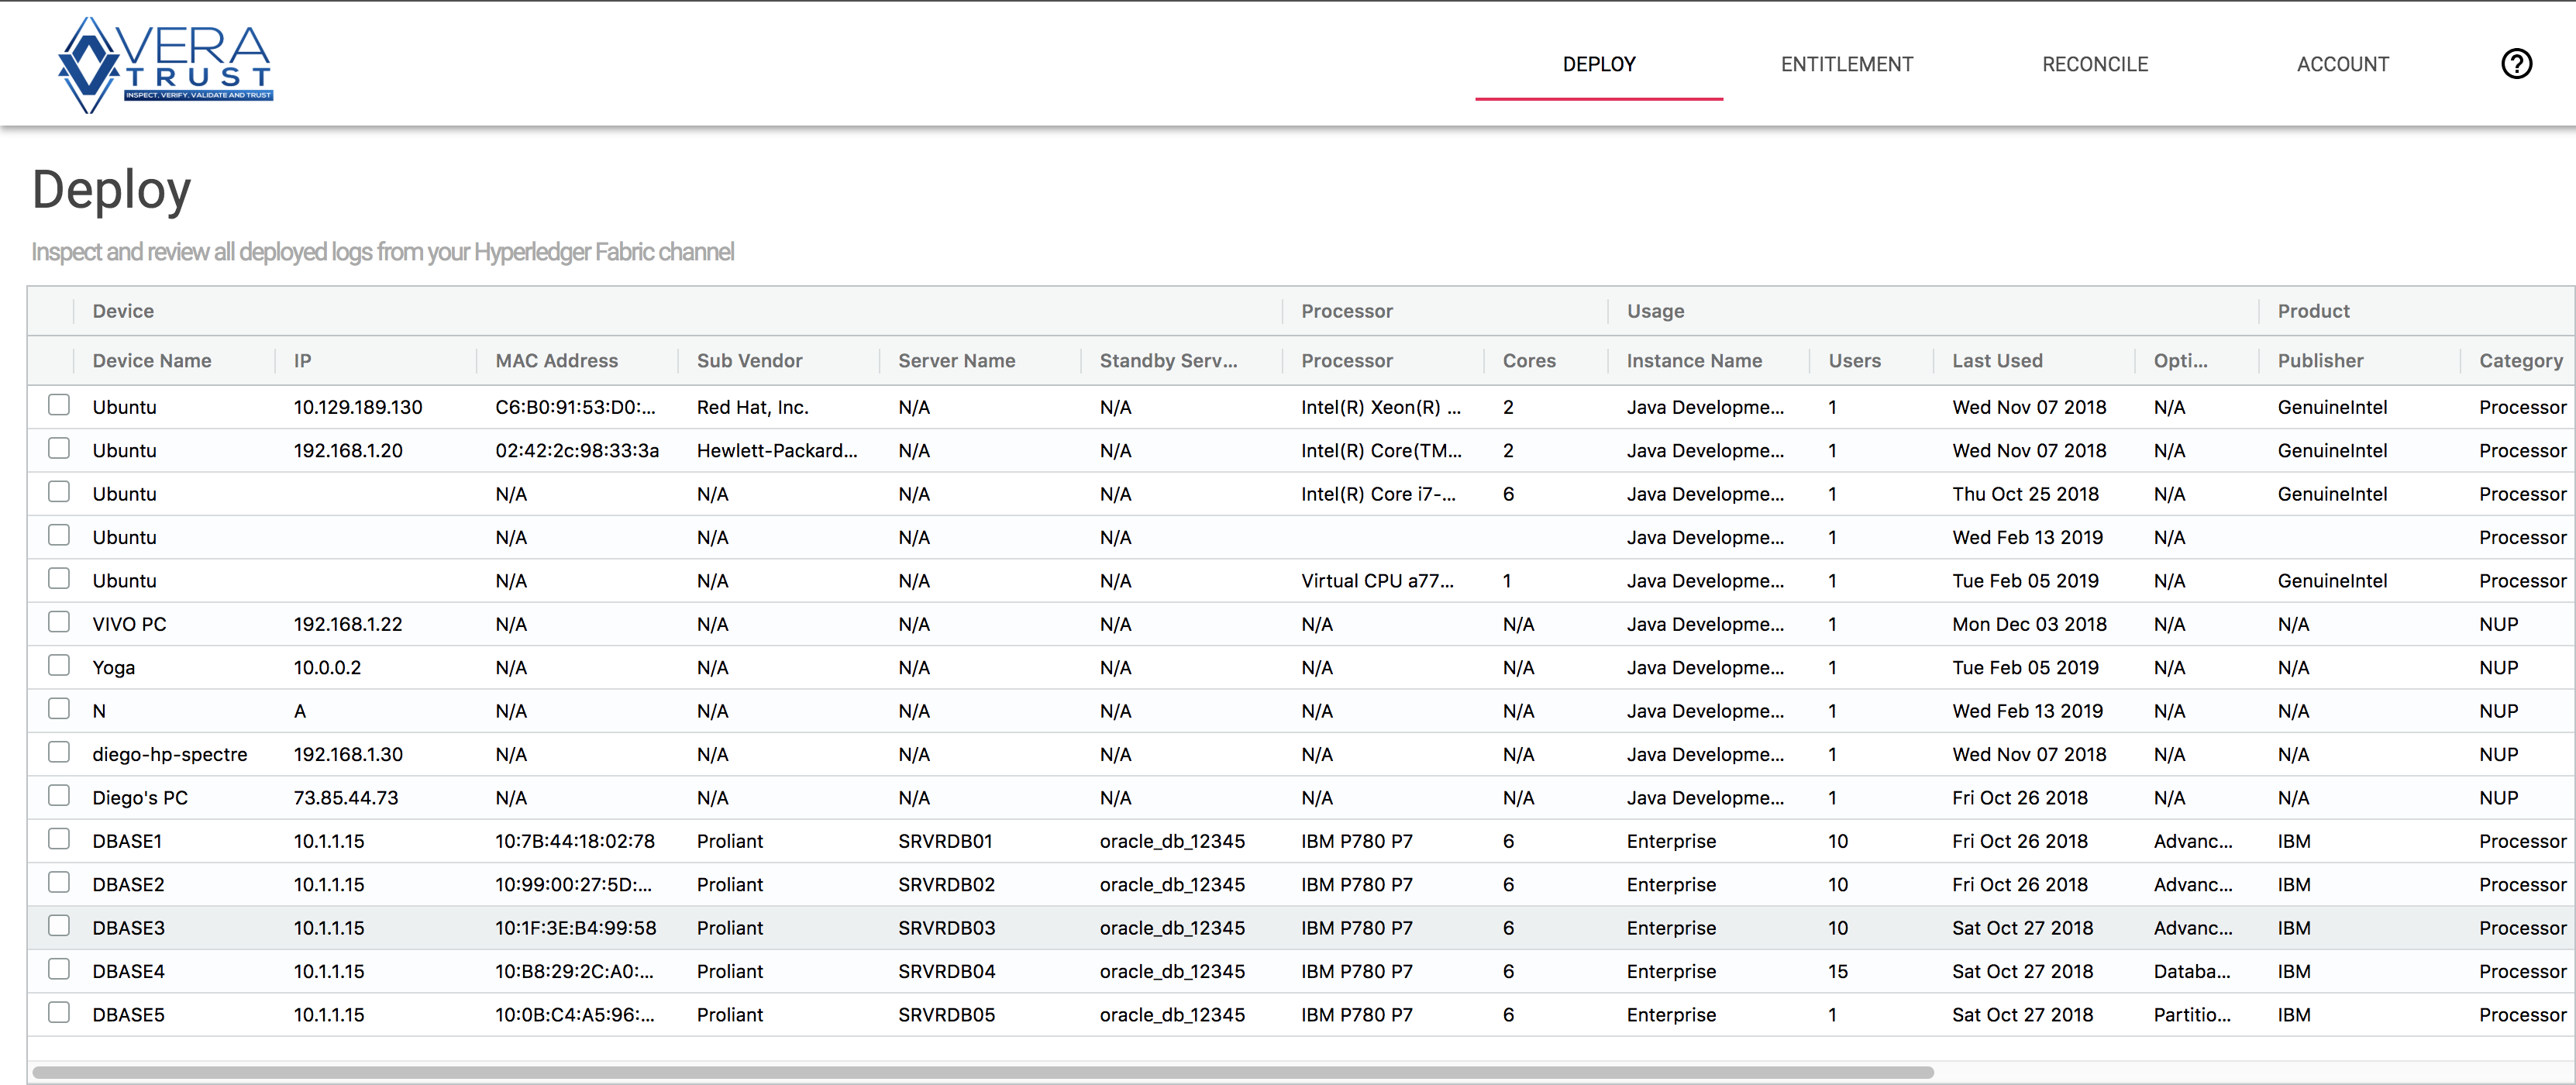 VERA
TRUST
INSPECT, VERIFY, VALIDATE AND TRUST
DEPLOY ENTITLEMENT RECONCILE ACCOUNT ?
Deploy
Inspect and review all deployed logs from your Hyperledger Fabric channel
Device Processor Usage Product
Device Name IP MAC Address Sub Vendor Server Name Standby Serv... Processor Cores Instance Name Users Last Used Opti... Publisher Category
Ubuntu 10.129.189.130 C6:B0:91:53:D0:... Red Hat, Inc. N/A N/A Intel(R) Xeon(R) ... 2 Java Developme... 1 Wed Nov 07 2018 N/A GenuineIntel Processor
Ubuntu 192.168.1.20 02:42:2c:98:33:3a Hewlett-Packard... N/A N/A Intel(R) Core(TM... 2 Java Developme... 1 Wed Nov 07 2018 N/A GenuineIntel Processor
Ubuntu N/A N/A N/A N/A Intel(R) Core i7-... 6 Java Developme... 1 Thu Oct 25 2018 N/A GenuineIntel Processor
Ubuntu N/A N/A N/A N/A Java Developme... 1 Wed Feb 13 2019 N/A Processor
Ubuntu N/A N/A N/A N/A Virtual CPU a77... 1 Java Developme... 1 Tue Feb 05 2019 N/A GenuineIntel Processor
VIVO PC 192.168.1.22 N/A N/A N/A N/A N/A N/A Java Developme... 1 Mon Dec 03 2018 N/A N/A NUP
Yoga 10.0.0.2 N/A N/A N/A N/A N/A N/A Java Developme... 1 Tue Feb 05 2019 N/A N/A NUP
N A N/A N/A N/A N/A N/A N/A Java Developme... 1 Wed Feb 13 2019 N/A N/A NUP
diego-hp-spectre 192.168.1.30 N/A N/A N/A N/A N/A N/A Java Developme... 1 Wed Nov 07 2018 N/A N/A NUP
Diego's PC 73.85.44.73 N/A N/A N/A N/A N/A N/A Java Developme... 1 Fri Oct 26 2018 N/A N/A NUP
DBASE1 10.1.1.15 10:7B:44:18:02:78 Proliant SRVRDB01 oracle_db_12345 IBM P780 P7 6 Enterprise 10 Fri Oct 26 2018 Advanc... IBM Processor
DBASE2 10.1.1.15 10:99:00:27:5D:... Proliant SRVRDB02 oracle_db_12345 IBM P780 P7 6 Enterprise 10 Fri Oct 26 2018 Advanc... IBM Processor
DBASE3 10.1.1.15 10:1F:3E:B4:99:58 Proliant SRVRDB03 oracle_db_12345 IBM P780 P7 6 Enterprise 10 Sat Oct 27 2018 Advanc... IBM Processor
DBASE4 10.1.1.15 10:B8:29:2C:A0:... Proliant SRVRDB04 oracle_db_12345 IBM P780 P7 6 Enterprise 15 Sat Oct 27 2018 Databa... IBM Processor
DBASE5 10.1.1.15 10:0B:C4:A5:96:... Proliant SRVRDB05 oracle_db_12345 IBM P780 P7 6 Enterprise 1 Sat Oct 27 2018 Partitio... IBM Processor